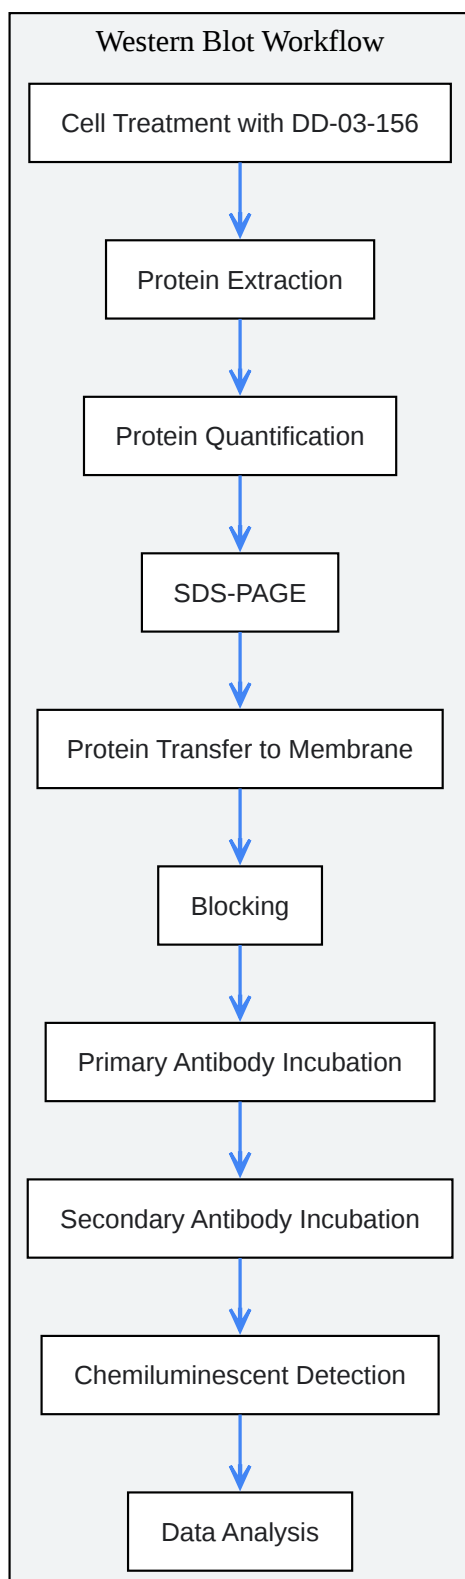 Western Blot Workflow
Cell Treatment with DD-03-156
Protein Extraction
Protein Quantification
SDS-PAGE
Protein Transfer to Membrane
Blocking
Primary Antibody Incubation
Secondary Antibody Incubation
Chemiluminescent Detection
Data Analysis